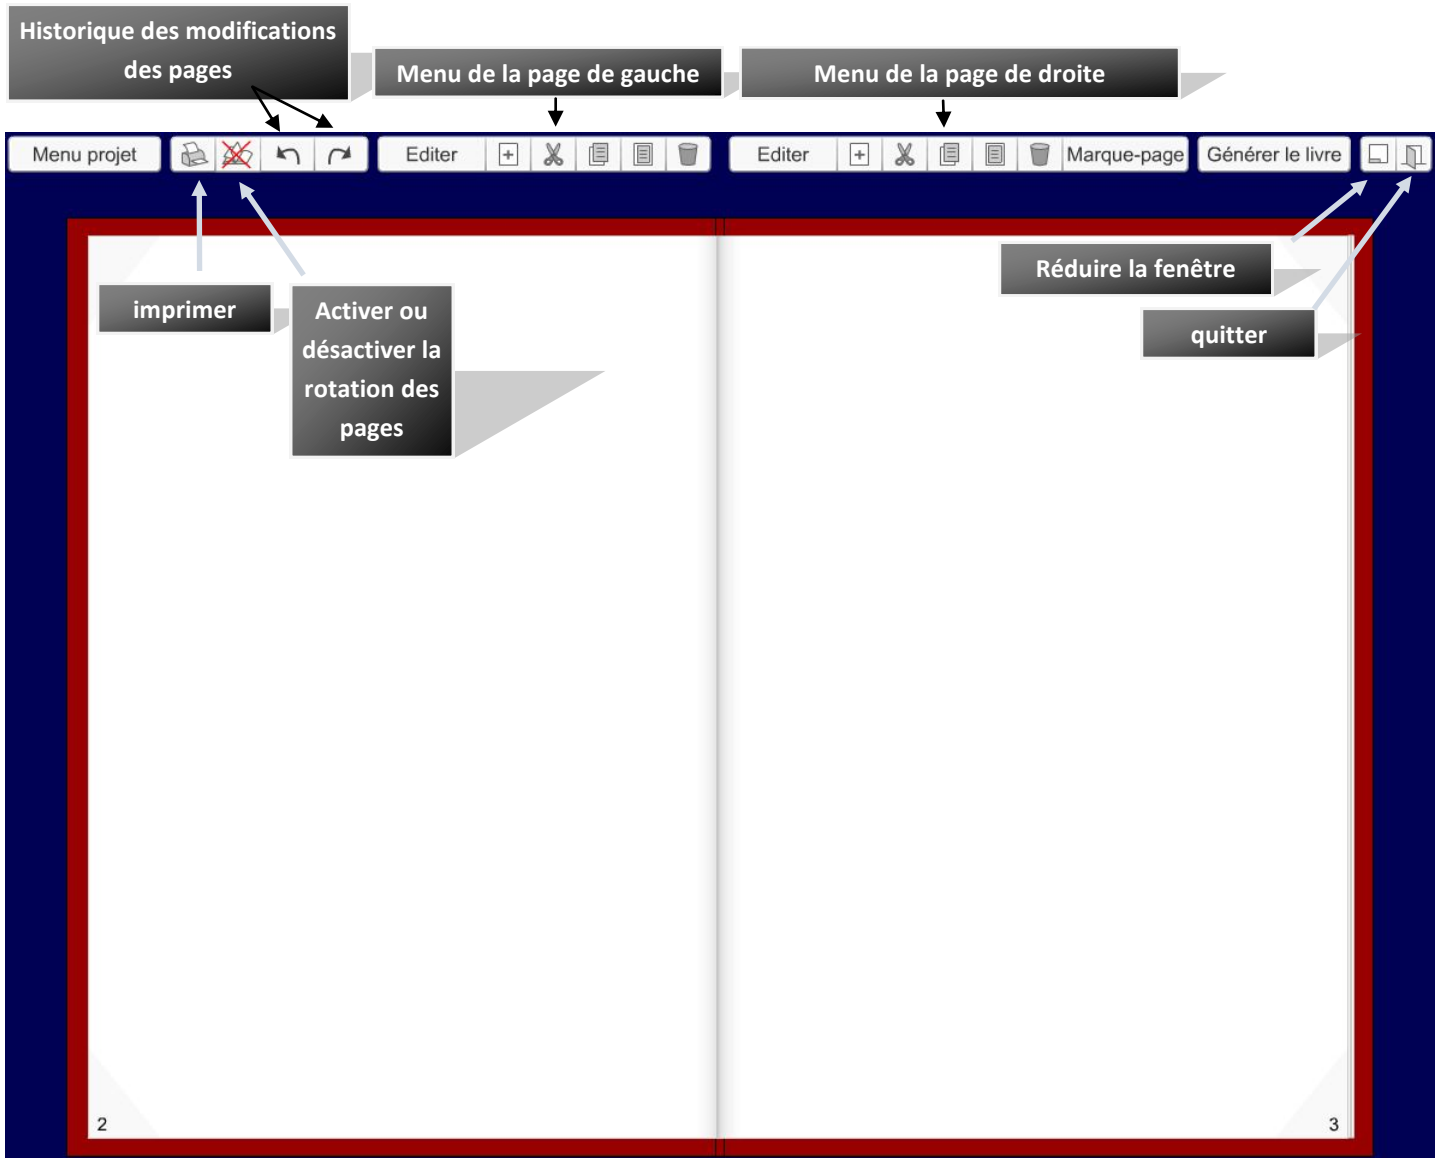 Historique des modifications
des pages
Menu de la page de gauche
Menu de la page de droite
Menu projet
Editer
Editer
Marque-page
Générer le livre
Réduire la fenêtre
imprimer
Activer ou
désactiver la
rotation des
pages
quitter
2
3